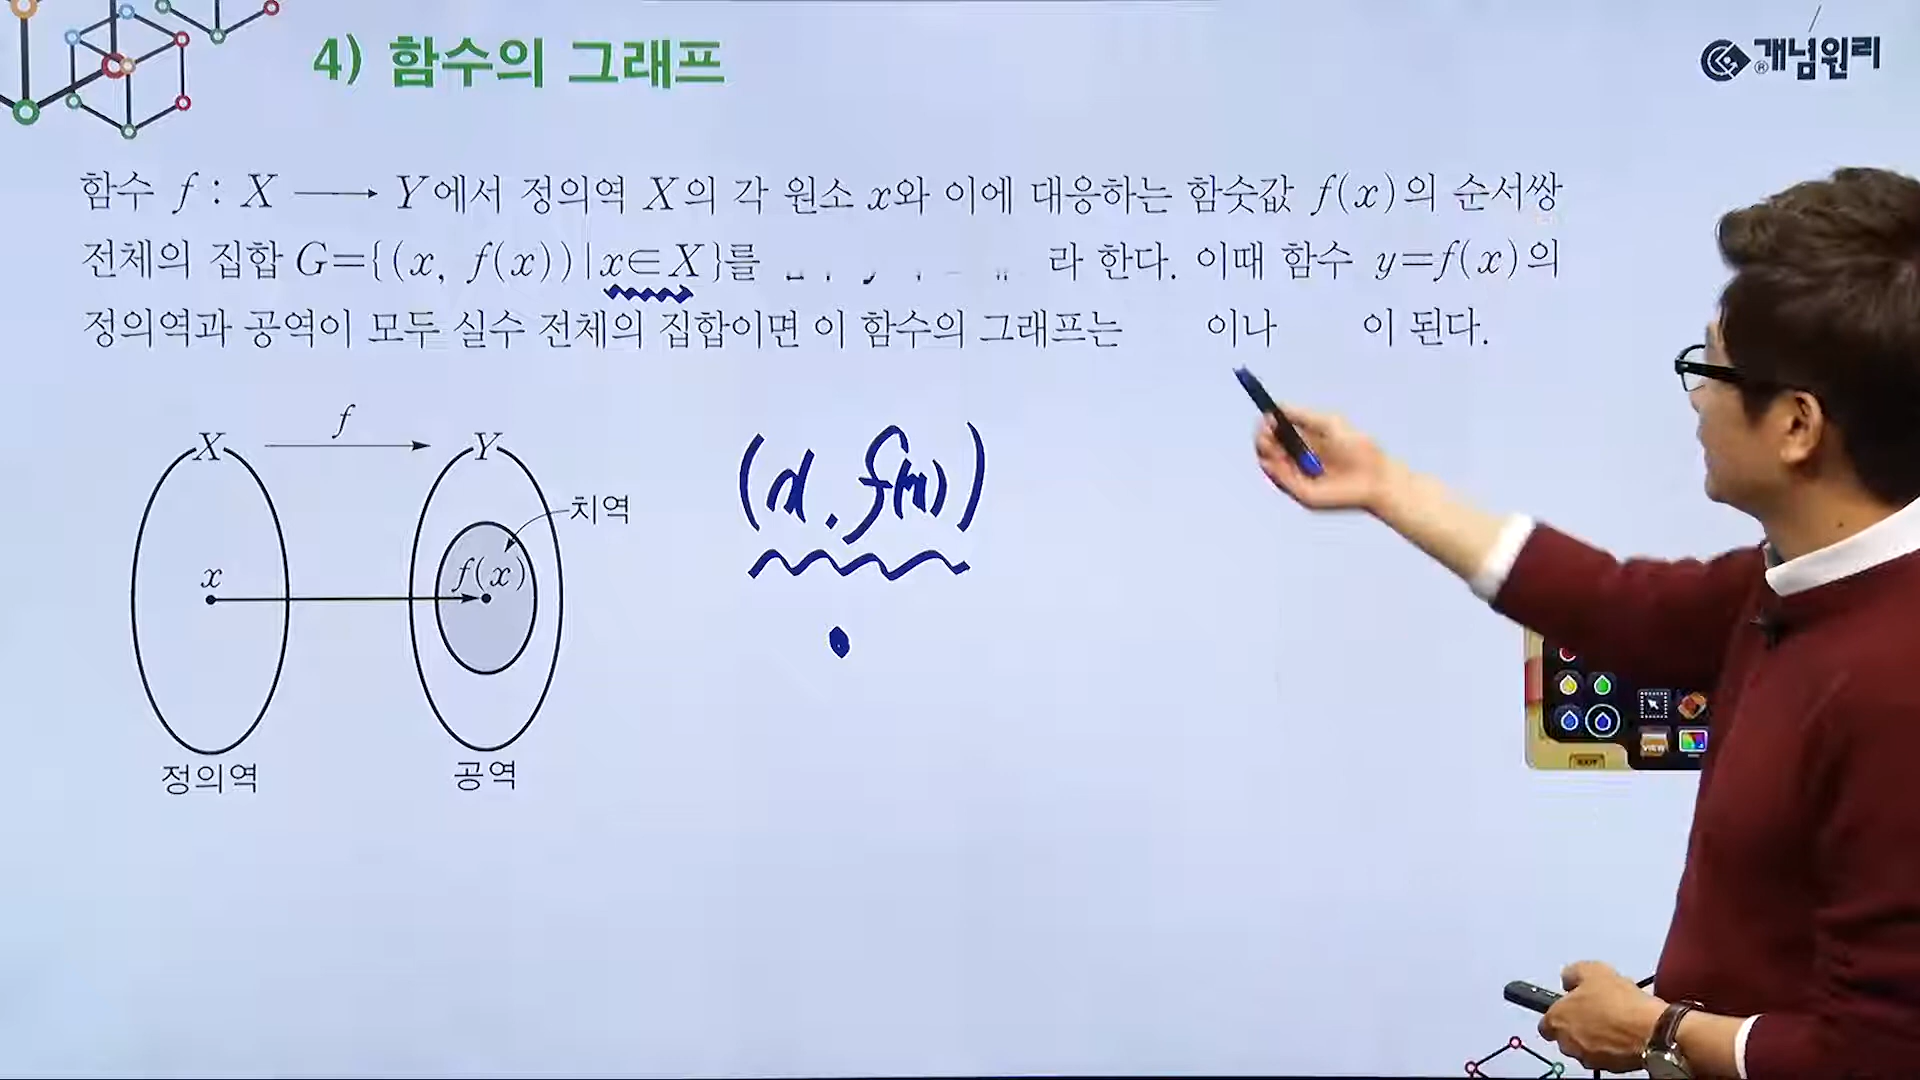 4) 함수의 그래프
개념원리
함수 f : X ⟶ Y에서 정의역 X의 각 원소 x와 이에 대응하는 함숫값 f(x)의 순서쌍
전체의 집합 G={(x, f(x))|x∈X}를 라 한다. 이때 함수 y=f(x)의
정의역과 공역이 모두 실수 전체의 집합이면 이 함수의 그래프는 이나 이 된다.
f
X Y
치역
x f(x)
정의역 공역
(x, f(x))
VIEW
EXIT